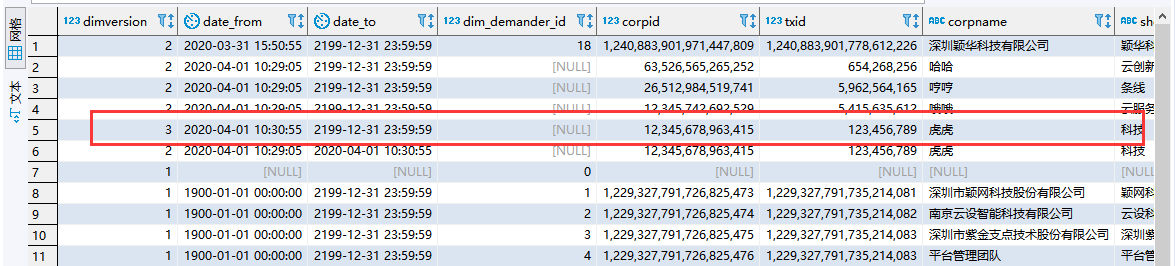 网格 123 dimversion date_from date_to 123 dim_demander_id 123 corpid 123 txid ABC corpname ABC
文本
1 2 2020-03-31 15:50:55 2199-12-31 23:59:59 18 1,240,883,901,971,447,809 1,240,883,901,778,612,226 深圳颖华科技有限公司 颖华科
2 2 2020-04-01 10:29:05 2199-12-31 23:59:59 [NULL] 63,526,565,265,252 654,268,256 哈哈 云创新
3 2 2020-04-01 10:29:05 2199-12-31 23:59:59 [NULL] 26,512,984,519,741 5,962,564,165 哼哼 条线
4 2 2020-04-01 10:29:05 2199-12-31 23:59:59 [NULL] 12,345,742,692,529 5,415,635,612 哦哦 云服务
5 3 2020-04-01 10:30:55 2199-12-31 23:59:59 [NULL] 12,345,678,963,415 123,456,789 虎虎 科技
6 2 2020-04-01 10:29:05 2020-04-01 10:30:55 [NULL] 12,345,678,963,415 123,456,789 虎虎 科技
7 1 [NULL] [NULL] 0 [NULL] [NULL] [NULL] [NULL]
8 1 1900-01-01 00:00:00 2199-12-31 23:59:59 1 1,229,327,791,726,825,473 1,229,327,791,735,214,081 深圳市颖网科技股份有限公司 颖网科
9 1 1900-01-01 00:00:00 2199-12-31 23:59:59 2 1,229,327,791,726,825,474 1,229,327,791,735,214,082 南京云设智能科技有限公司 云设科
10 1 1900-01-01 00:00:00 2199-12-31 23:59:59 3 1,229,327,791,726,825,475 1,229,327,791,735,214,083 深圳市紫金支点技术股份有限公司 深圳紫
11 1 1900-01-01 00:00:00 2199-12-31 23:59:59 4 1,229,327,791,726,825,476 1,229,327,791,735,214,083 平台管理团队 平台管